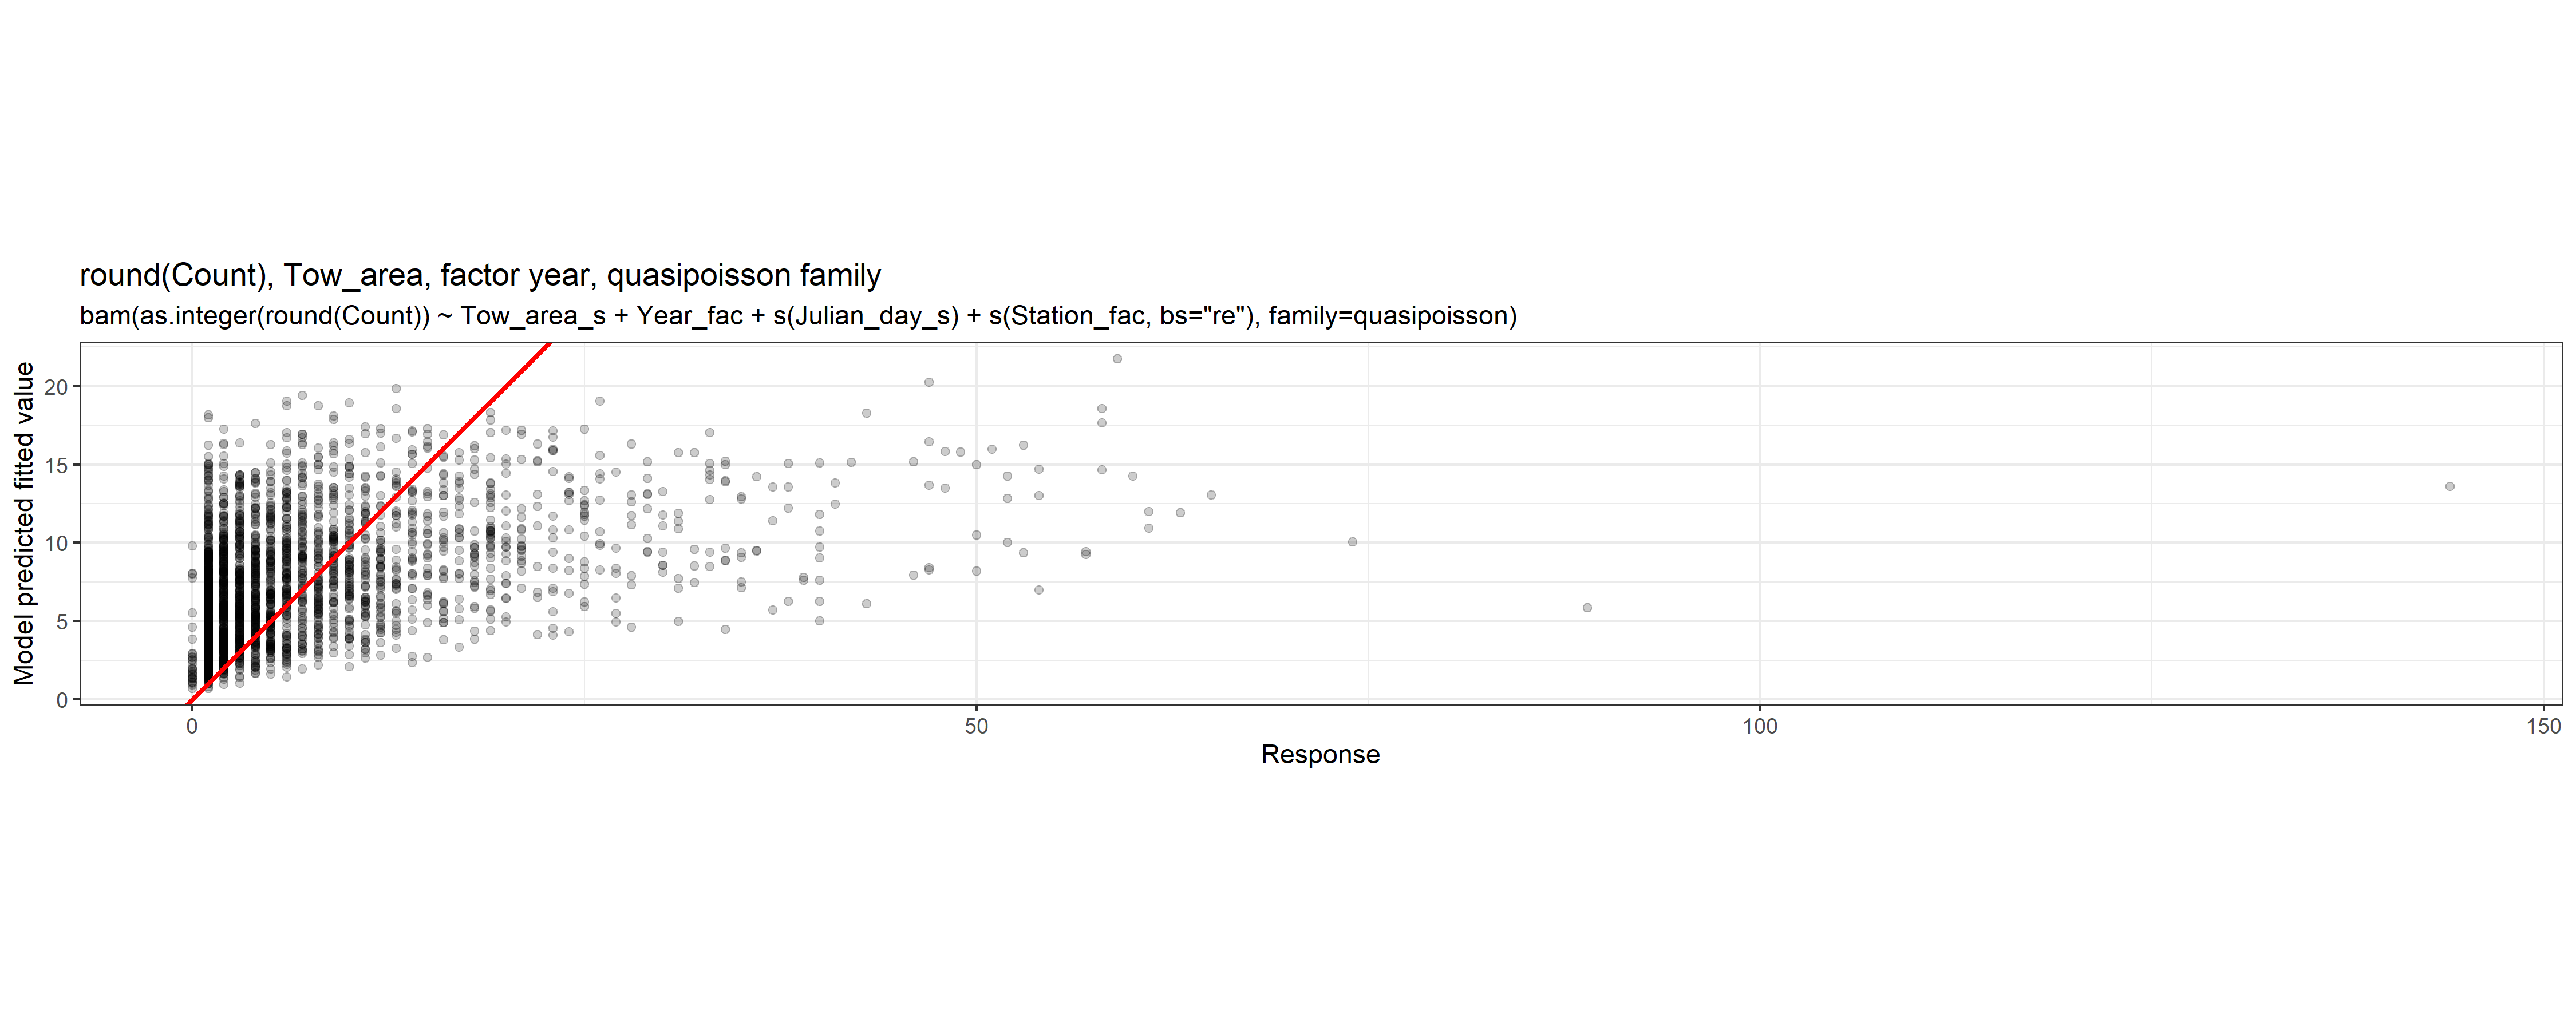 round(Count), Tow_area, factor year, quasipoisson family
bam(as.integer(round(Count)) ~ Tow_area_s + Year_fac + s(Julian_day_s) + s(Station_fac, bs="re"), family=quasipoisson)
Model predicted fitted value
20
15
10
5
0
0 50 100 150
Response